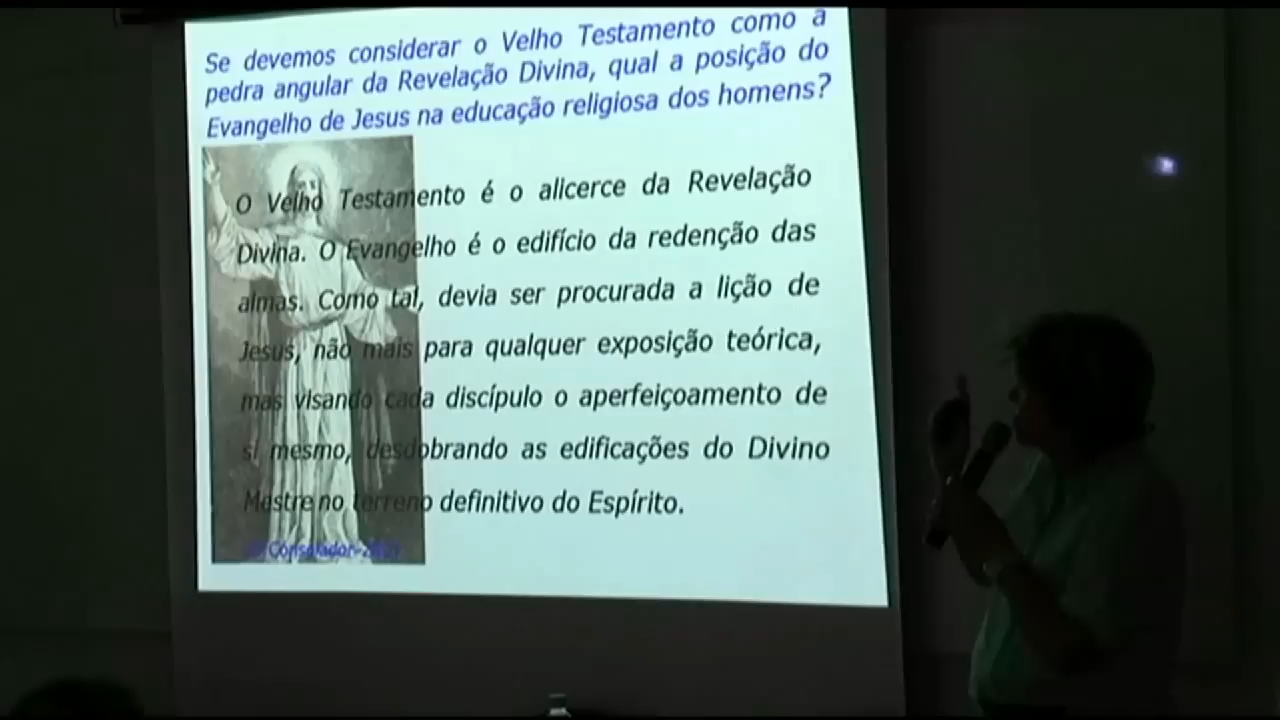 Se devemos considerar o Velho Testamento como a
pedra angular da Revelação Divina, qual a posição do
Evangelho de Jesus na educação religiosa dos homens?
O Velho Testamento é o alicerce da Revelação
Divina. O Evangelho é o edifício da redenção das
almas. Como tal, devia ser procurada a lição de
Jesus, não mais para qualquer exposição teórica,
mas visando cada discípulo o aperfeiçoamento de
si mesmo, desdobrando as edificações do Divino
Mestre no terreno definitivo do Espírito.
Consolador